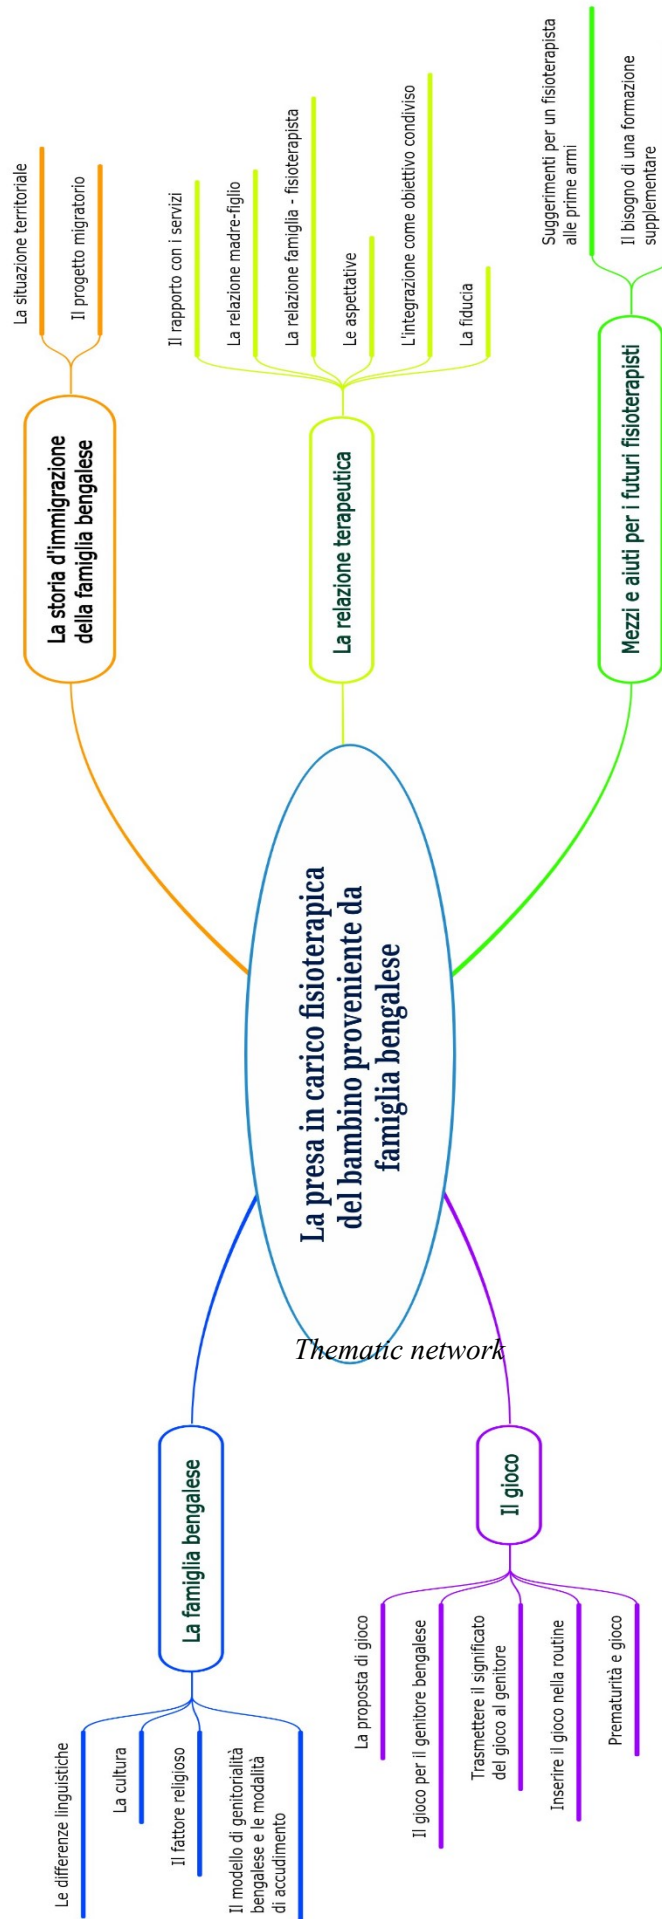 La storia d'immigrazione
della famiglia bengalese
La situazione territoriale
Il progetto migratorio
La relazione terapeutica
Il rapporto con i servizi
La relazione madre-figlio
La relazione famiglia - fisioterapista
Le aspettative
L'integrazione come obiettivo condiviso
La fiducia
Mezzi e aiuti per i futuri fisioterapisti
Suggerimenti per un fisioterapista
alle prime armi
Il bisogno di una formazione
supplementare
La presa in carico fisioterapica
del bambino proveniente da
famiglia bengalese
Thematic network
La famiglia bengalese
Le differenze linguistiche
La cultura
Il fattore religioso
Il modello di genitorialità
bengalese e le modalità
di accudimento
Il gioco
La proposta di gioco
Il gioco per il genitore bengalese
Trasmettere il significato
del gioco al genitore
Inserire il gioco nella routine
Prematurità e gioco